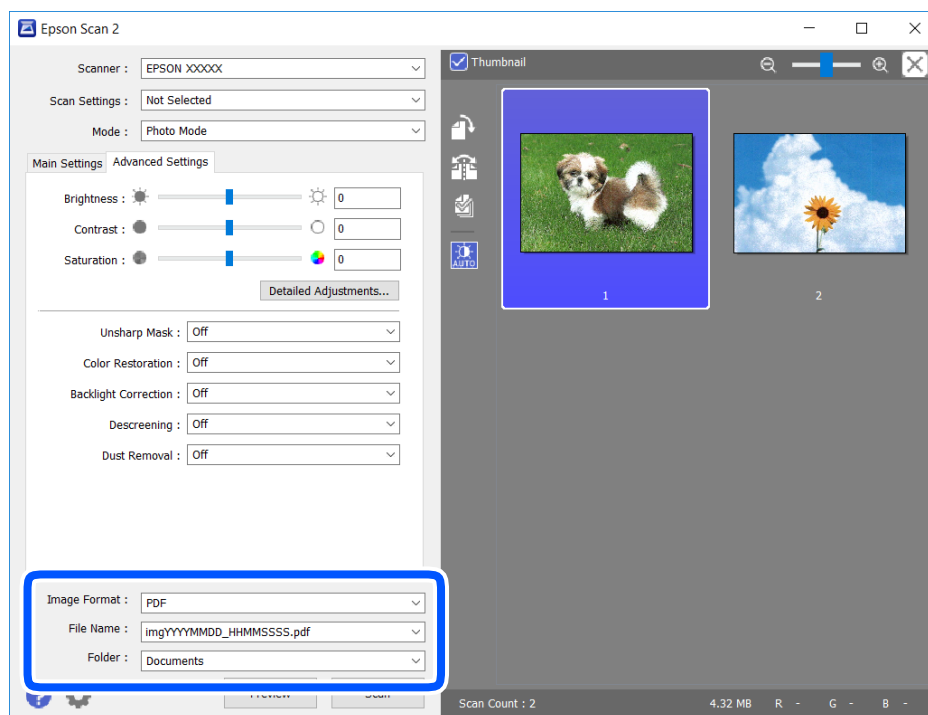 Epson Scan 2
Scanner : EPSON XXXXX
Scan Settings : Not Selected
Mode : Photo Mode
Main Settings Advanced Settings
Brightness : 0
Contrast : 0
Saturation : 0
Detailed Adjustments...
Unsharp Mask : Off
Color Restoration : Off
Backlight Correction : Off
Descreening : Off
Dust Removal : Off
Image Format : PDF
File Name : imgYYYYMMDD_HHMMSSSS.pdf
Folder : Documents
Preview Scan
Thumbnail
AUTO
1 2
Scan Count : 2 4.32 MB R - G - B -